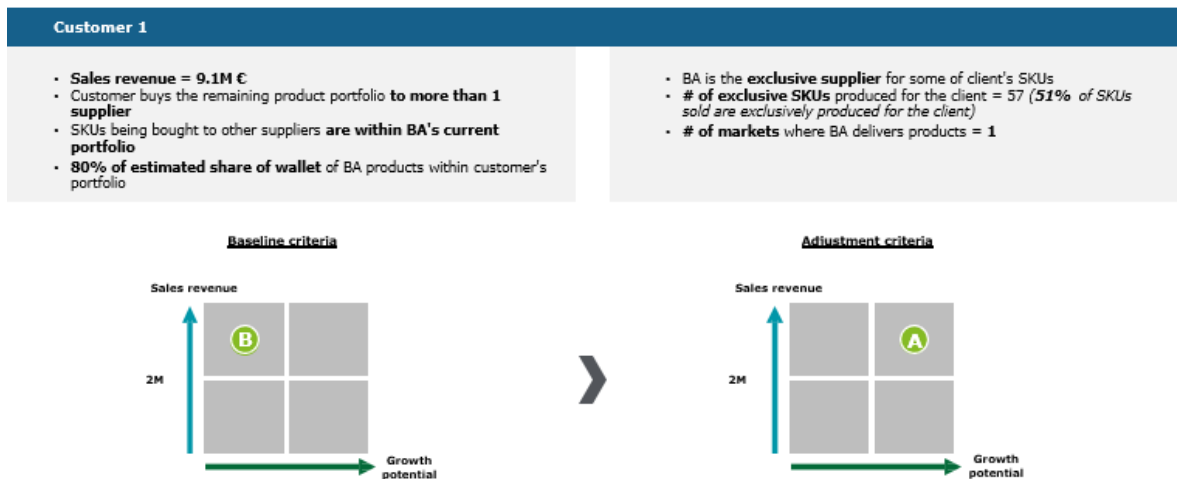 Customer 1
• Sales revenue = 9.1M €
• Customer buys the remaining product portfolio to more than 1
supplier
• SKUs being bought to other suppliers are within BA's current
portfolio
• 80% of estimated share of wallet of BA products within customer's
portfolio
• BA is the exclusive supplier for some of client's SKUs
• # of exclusive SKUs produced for the client = 57 (51% of SKUs
sold are exclusively produced for the client)
• # of markets where BA delivers products = 1
Baseline criteria
Sales revenue
B
2M
Growth
potential
Adjustment criteria
Sales revenue
A
2M
Growth
potential